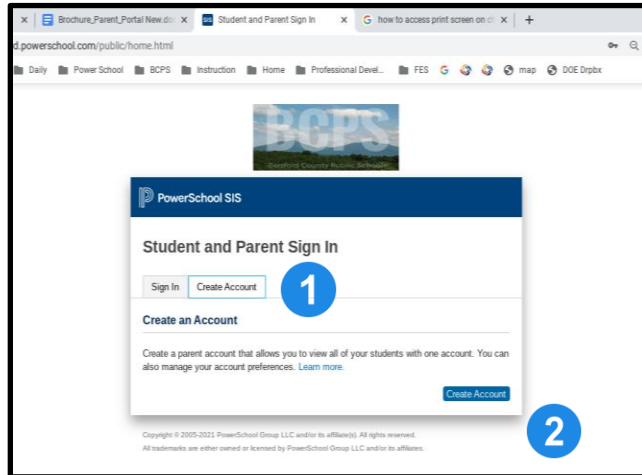 Brochure_Parent_Portal New.do
Student and Parent Sign In
how to access print screen on c
d.powerschool.com/public/home.html
Daily Power School BCPS Instruction Home Professional Devel... FES map DOE Drpbx
BCPS
Bedford County Public Schools
PowerSchool SIS
Student and Parent Sign In
Sign In Create Account
1
Create an Account
Create a parent account that allows you to view all of your students with one account. You can
also manage your account preferences. Learn more.
Create Account
2
Copyright © 2005-2021 PowerSchool Group LLC and/or its affiliate(s). All rights reserved.
All trademarks are either owned or licensed by PowerSchool Group LLC and/or its affiliates.